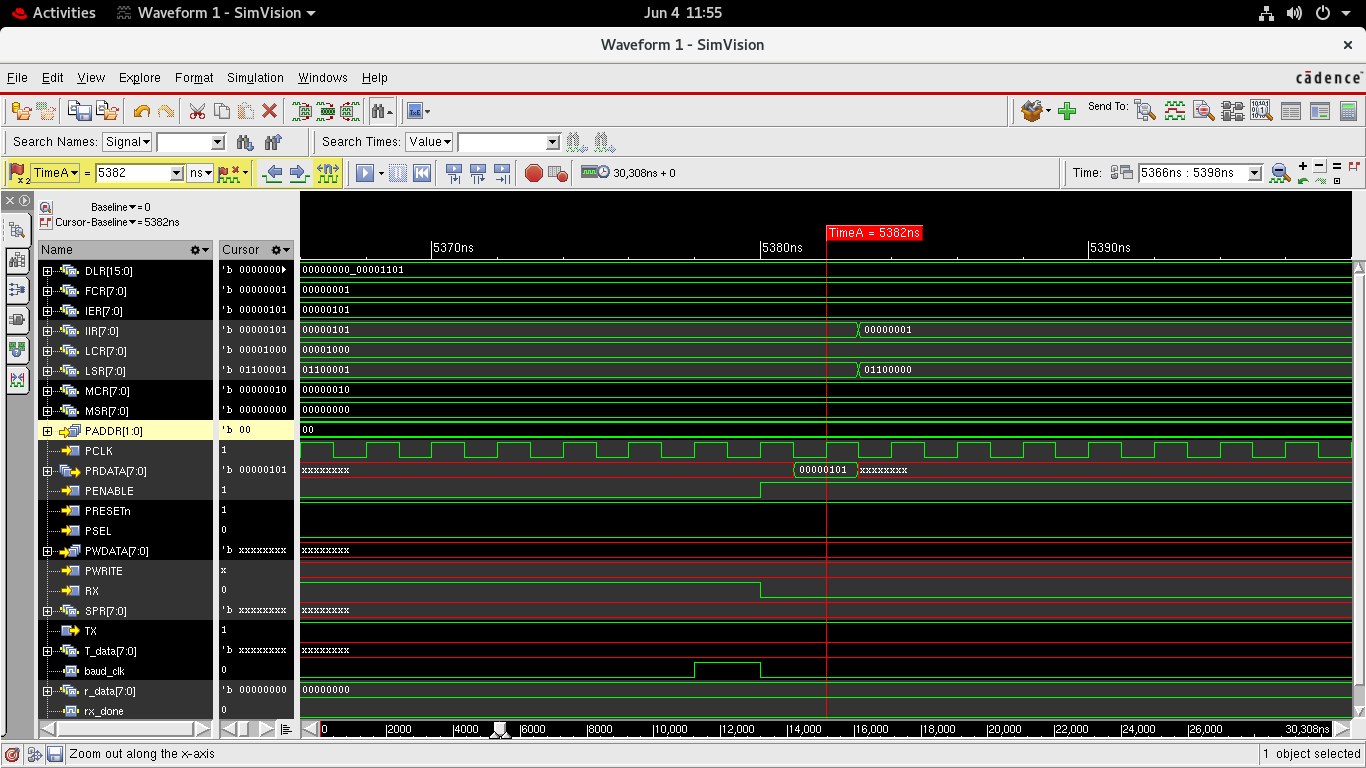 Activities Waveform 1 - SimVision Jun 4 11:55
Waveform 1 - SimVision ×
File Edit View Explore Format Simulation Windows Help cādence
Send To:
Search Names: Signal Search Times: Value
TimeA = 5382 ns 30,308ns + 0 Time: 5366ns : 5398ns
x2
Baseline = 0
Cursor-Baseline = 5382ns
TimeA = 5382ns
Name Cursor 5370ns 5380ns 5390ns
DLR[15:0] 'b 0000000 00000000_00001101
FCR[7:0] 'b 00000001 00000001
IER[7:0] 'b 00000101 00000101
IIR[7:0] 'b 00000101 00000101 00000001
LCR[7:0] 'b 00001000 00001000
LSR[7:0] 'b 01100001 01100001 01100000
MCR[7:0] 'b 00000010 00000010
MSR[7:0] 'b 00000000 00000000
PADDR[1:0] 'b 00 00
PCLK 1
PRDATA[7:0] 'b 00000101 xxxxxxxx 00000101 xxxxxxxx
PENABLE 1
PRESETn 1
PSEL 0
PWDATA[7:0] 'b xxxxxxxx xxxxxxxx
PWRITE x
RX 0
SPR[7:0] 'b xxxxxxxx xxxxxxxx
TX 1
T_data[7:0] 'b xxxxxxxx xxxxxxxx
baud_clk 0
r_data[7:0] 'b 00000000 00000000
rx_done 0
0 2000 4000 6000 8000 10,000 12,000 14,000 16,000 18,000 20,000 22,000 24,000 26,000 30,308ns
Zoom out along the x-axis 1 object selected